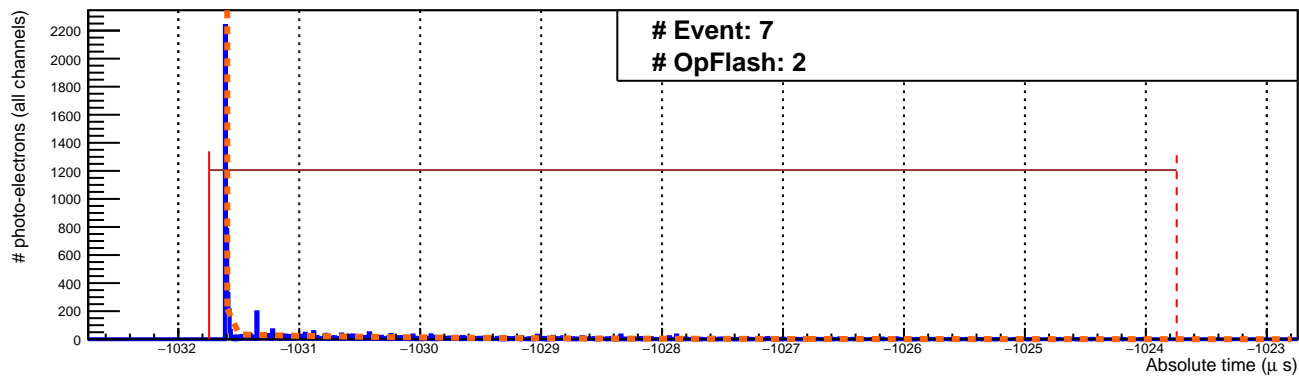 # Event: 7
# OpFlash: 2
# photo-electrons (all channels)
2200
2000
1800
1600
1400
1200
1000
800
600
400
200
0
−1032 −1031 −1030 −1029 −1028 −1027 −1026 −1025 −1024 −1023
Absolute time (μ s)